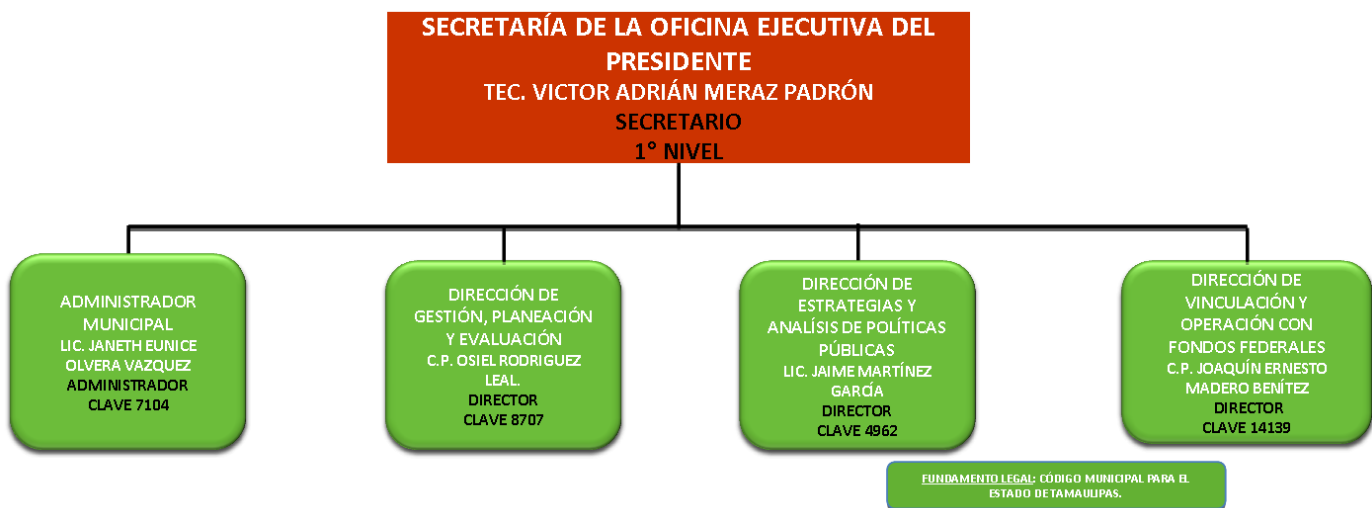 SECRETARÍA DE LA OFICINA EJECUTIVA DEL
PRESIDENTE
TEC. VICTOR ADRIÁN MERAZ PADRÓN
SECRETARIO
1° NIVEL
ADMINISTRADOR
MUNICIPAL
LIC. JANETH EUNICE
OLVERA VAZQUEZ
ADMINISTRADOR
CLAVE 7104
DIRECCIÓN DE
GESTIÓN, PLANEACIÓN
Y EVALUACIÓN
C.P. OSIEL RODRIGUEZ
LEAL.
DIRECTOR
CLAVE 8707
DIRECCIÓN DE
ESTRATEGIAS Y
ANÁLISIS DE POLÍTICAS
PÚBLICAS
LIC. JAIME MARTÍNEZ
GARCÍA
DIRECTOR
CLAVE 4962
DIRECCIÓN DE
VINCULACIÓN Y
OPERACIÓN CON
FONDOS FEDERALES
C.P. JOAQUÍN ERNESTO
MADERO BENÍTEZ
DIRECTOR
CLAVE 14139
FUNDAMENTO LEGAL: CÓDIGO MUNICIPAL PARA EL
ESTADO DE TAMAULIPAS.